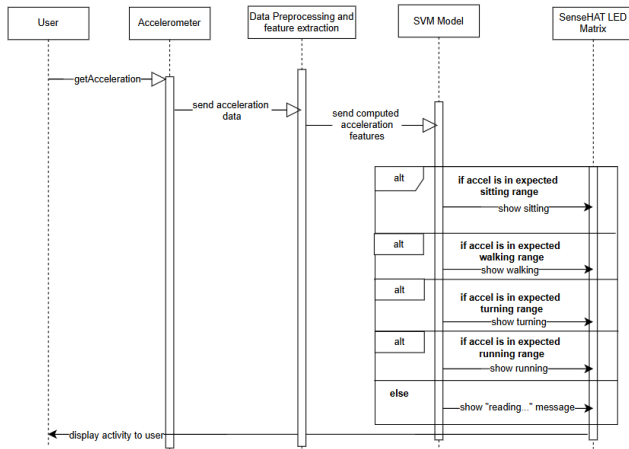 User
Accelerometer
Data Preprocessing and
feature extraction
SVM Model
SenseHAT LED
Matrix
getAcceleration
send acceleration
data
send computed
acceleration
features
alt
if accel is in expected
sitting range
show sitting
alt
if accel is in expected
walking range
show walking
alt
if accel is in expected
turning range
show turning
alt
if accel is in expected
running range
show running
else
show "reading..." message
display activity to user